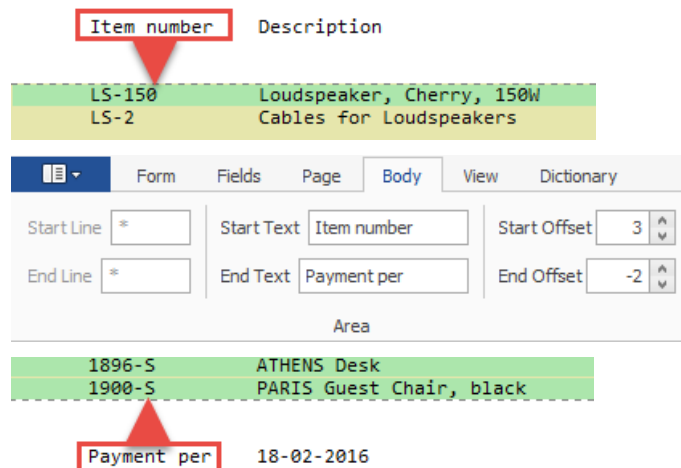 Item number Description
LS-150 Loudspeaker, Cherry, 150W
LS-2 Cables for Loudspeakers
Form Fields Page Body View Dictionary
Start Line * Start Text Item number Start Offset 3
End Line * End Text Payment per End Offset -2
Area
1896-S ATHENS Desk
1900-S PARIS Guest Chair, black
Payment per 18-02-2016